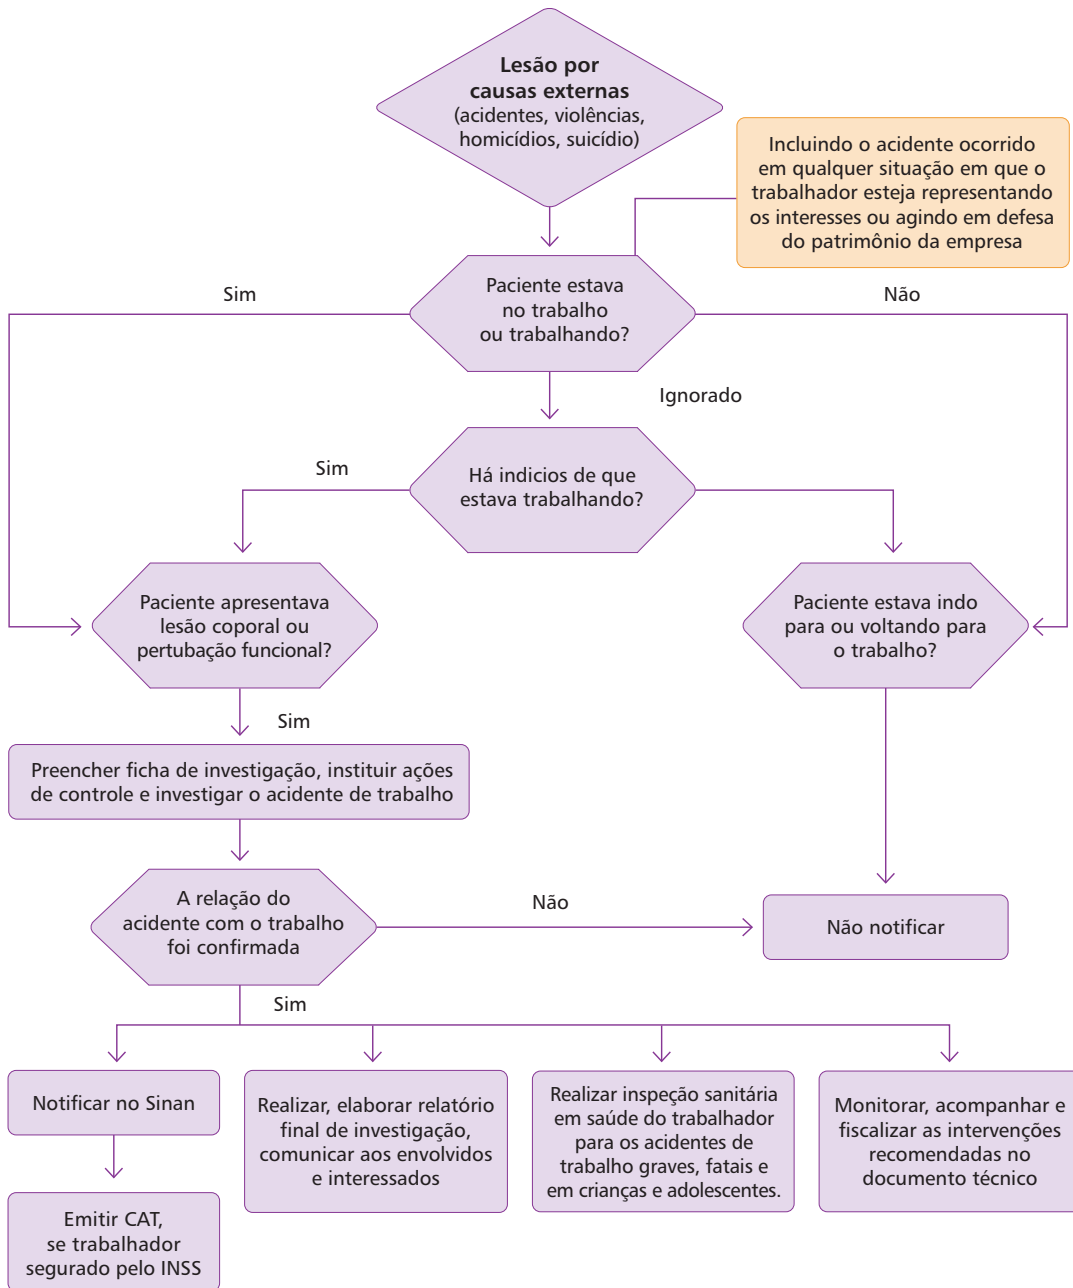 Lesão por
causas externas
(acidentes, violências,
homicídios, suicídio)
Incluindo o acidente ocorrido
em qualquer situação em que o
trabalhador esteja representando
os interesses ou agindo em defesa
do patrimônio da empresa
Sim
Paciente estava
no trabalho
ou trabalhando?
Não
Ignorado
Sim
Há indicios de que
estava trabalhando?
Paciente apresentava
lesão coporal ou
pertubação funcional?
Paciente estava indo
para ou voltando para
o trabalho?
Sim
Preencher ficha de investigação, instituir ações
de controle e investigar o acidente de trabalho
A relação do
acidente com o trabalho
foi confirmada
Não
Não notificar
Sim
Notificar no Sinan
Realizar, elaborar relatório
final de investigação,
comunicar aos envolvidos
e interessados
Realizar inspeção sanitária
em saúde do trabalhador
para os acidentes de
trabalho graves, fatais e
em crianças e adolescentes.
Monitorar, acompanhar e
fiscalizar as intervenções
recomendadas no
documento técnico
Emitir CAT,
se trabalhador
segurado pelo INSS